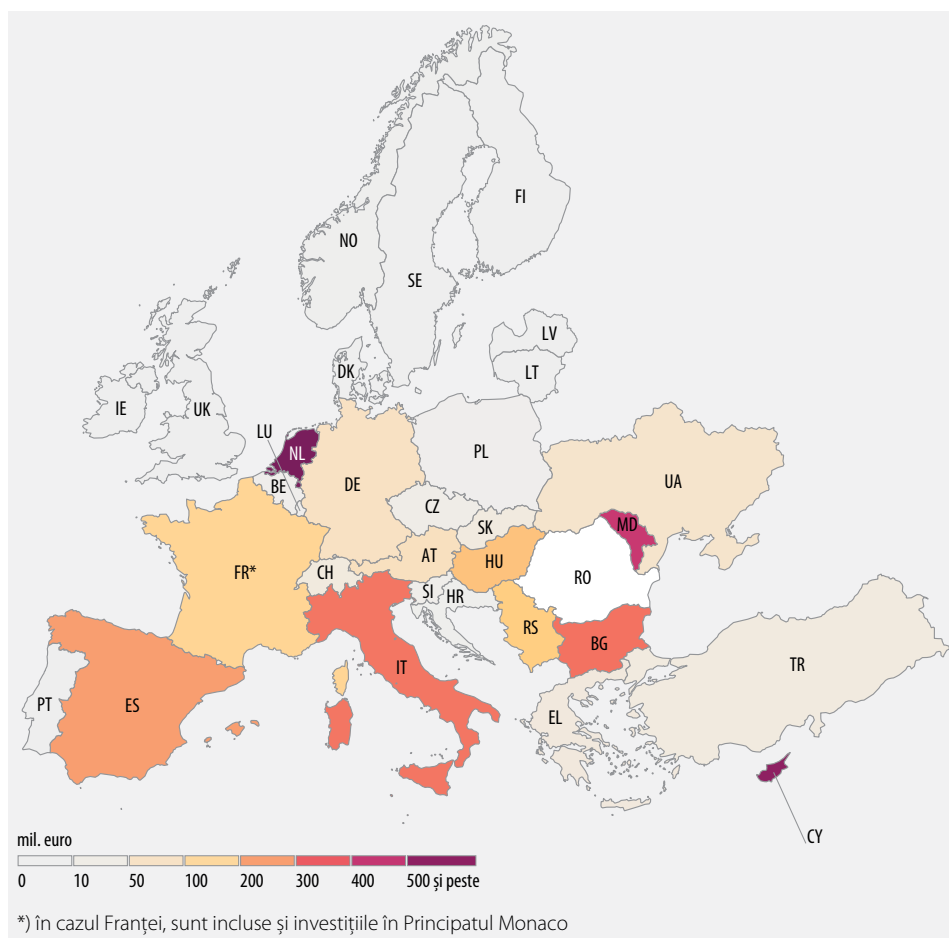 FI
NO
SE
LV
DK
LT
IE
UK
LU
NL
PL
BE
DE
UA
CZ
MD
SK
AT
HU
FR*
CH
RO
SI
HR
RS
BG
IT
TR
PT
ES
EL
CY
mil. euro
0 10 50 100 200 300 400 500 și peste
*) în cazul Franței, sunt incluse și investițiile în Principatul Monaco